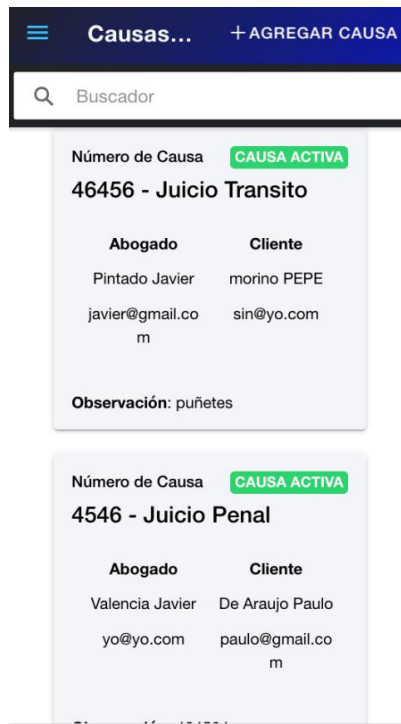 Causas... +AGREGAR CAUSA
Buscador
Número de Causa CAUSA ACTIVA
46456 - Juicio Transito
Abogado Cliente
Pintado Javier morino PEPE
javier@gmail.co sin@yo.com
m
Observación: puñetes
Número de Causa CAUSA ACTIVA
4546 - Juicio Penal
Abogado Cliente
Valencia Javier De Araujo Paulo
yo@yo.com paulo@gmail.co
m